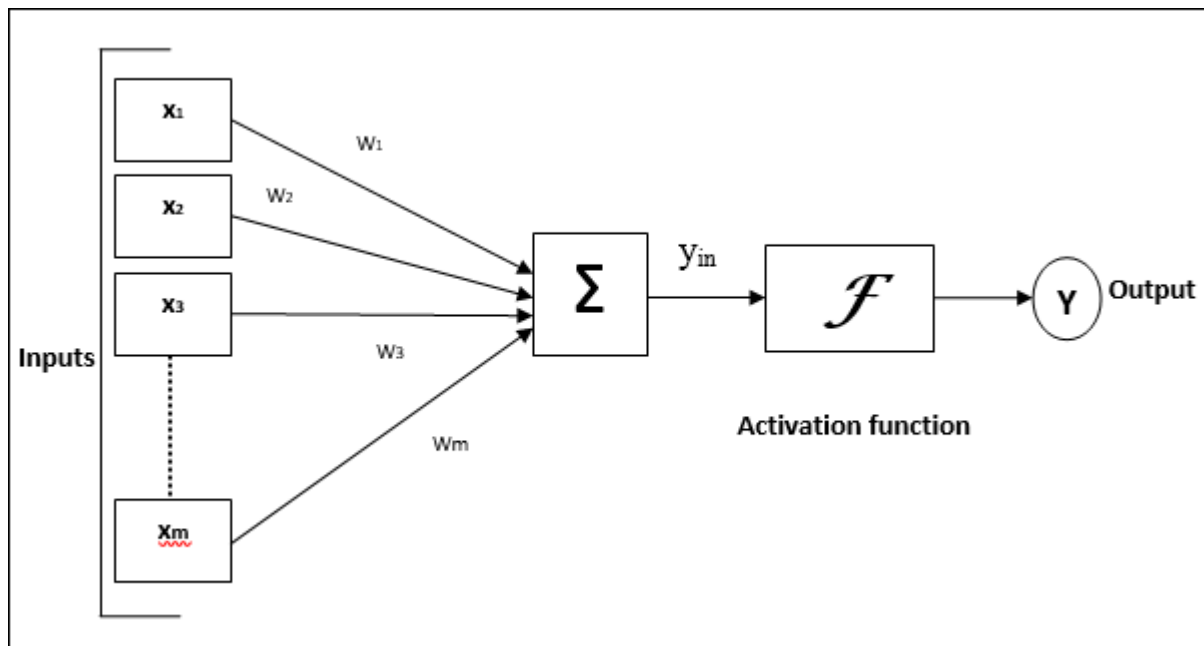 x₁
W₁
W₂
x₂
x₃
W₃
Inputs
Wm
xm
Σ
yin
ℱ
Activation function
Y
Output